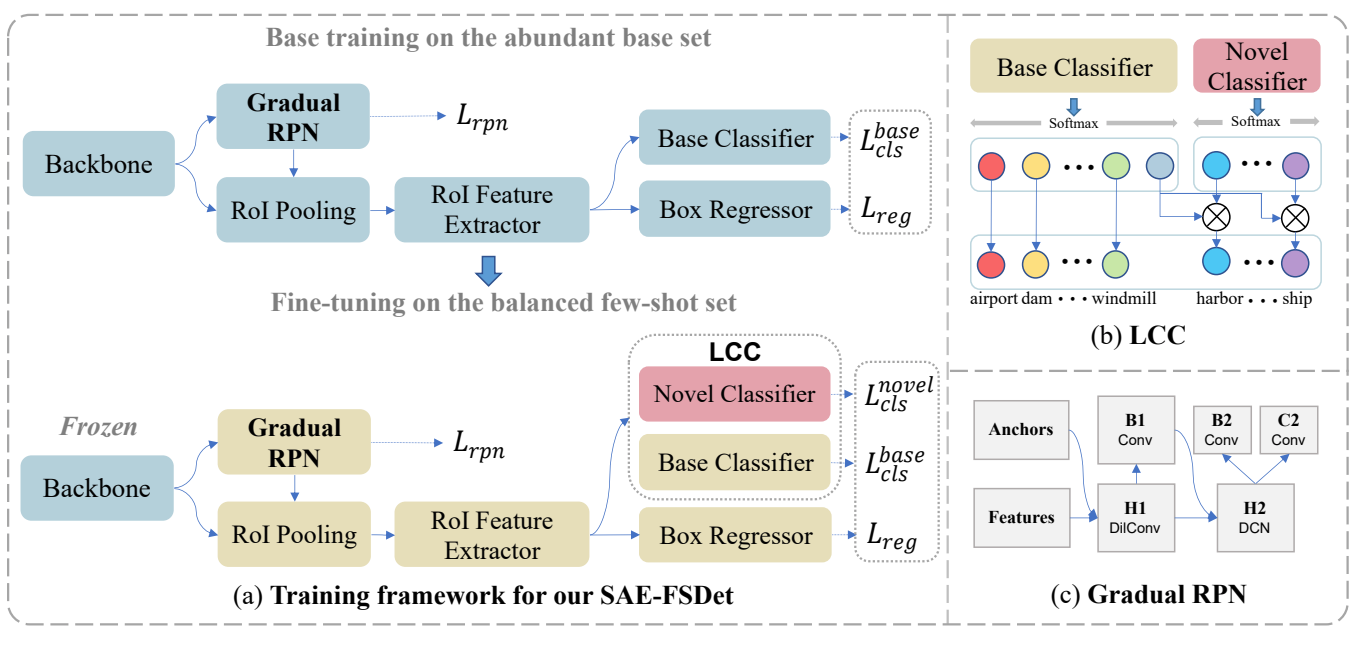 Base training on the abundant base set
Gradual
RPN
L_{rpn}
Backbone
Base Classifier
L_{cls}^{base}
RoI Pooling
RoI Feature
Extractor
Box Regressor
L_{reg}
Fine-tuning on the balanced few-shot set
LCC
Novel Classifier
L_{cls}^{novel}
Frozen
Gradual
RPN
L_{rpn}
Backbone
Base Classifier
L_{cls}^{base}
RoI Pooling
RoI Feature
Extractor
Box Regressor
L_{reg}
(a) Training framework for our SAE-FSDet
Base Classifier
Novel
Classifier
Softmax
Softmax
airport dam • • • windmill
harbor • • • ship
(b) LCC
Anchors
B1
Conv
B2
Conv
C2
Conv
Features
H1
DilConv
H2
DCN
(c) Gradual RPN